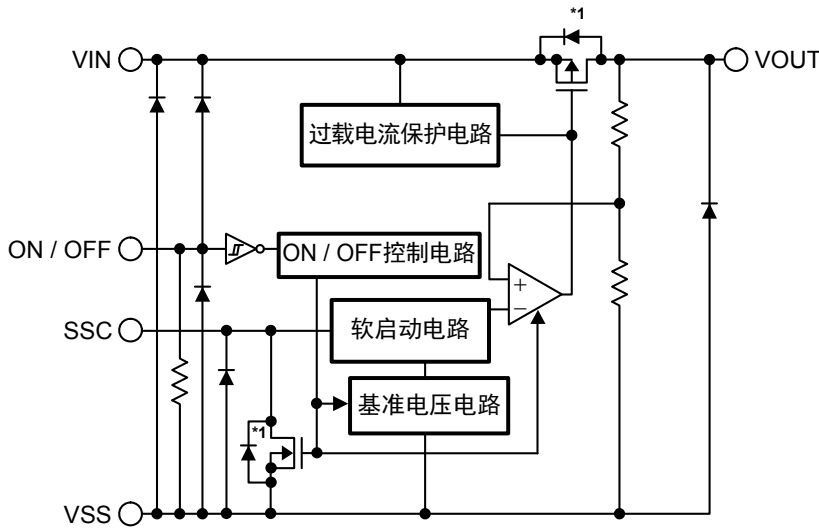 *1
VIN
VOUT
过载电流保护电路
ON / OFF
ON / OFF控制电路
+
−
SSC
软启动电路
基准电压电路
*1
VSS